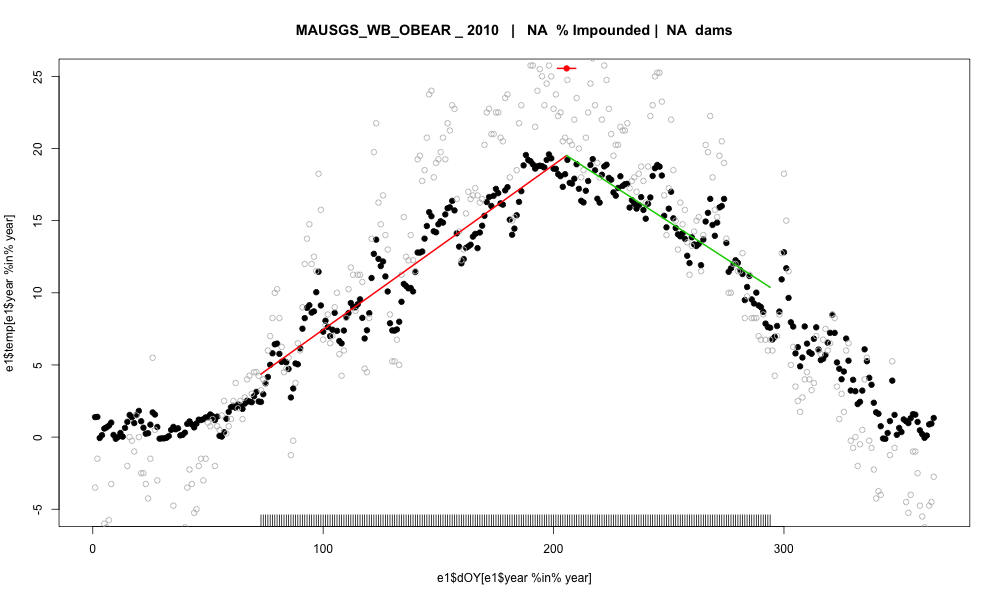 MAUSGS_WB_OBEAR _ 2010 | NA % Impounded | NA dams
e1$temp[e1$year %in% year]
25
20
15
10
5
0
-5
0 100 200 300
e1$dOY[e1$year %in% year]